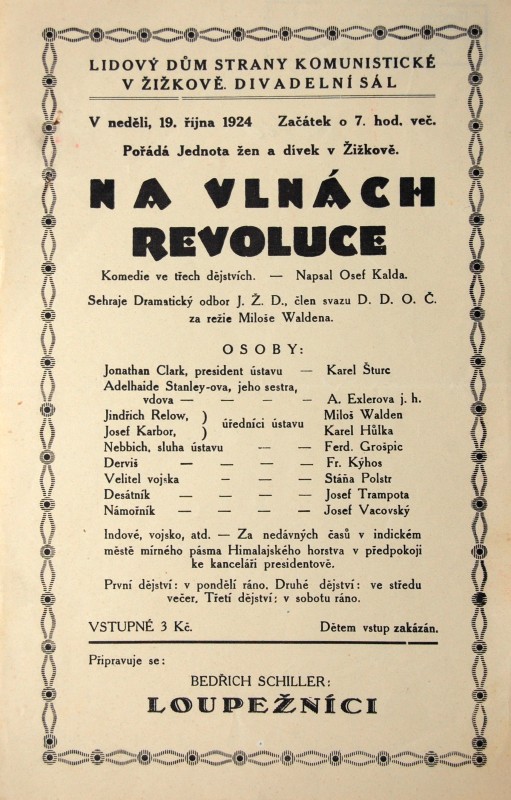 LIDOVÝ DŮM STRANY KOMUNISTICKÉ
V ŽIŽKOVĚ. DIVADELNÍ SÁL
V neděli, 19. října 1924 Začátek o 7. hod. več.
Pořádá Jednota žen a dívek v Žižkově.
NA VLNÁCH
REVOLUCE
Komedie ve třech dějstvích. — Napsal Osef Kalda.
Sehraje Dramatický odbor J. Ž. D., člen svazu D. D. O. Č.
za režie Miloše Waldena.
OSOBY:
Jonathan Clark, president ústavu — Karel Šturc
Adelhaide Stanley-ova, jeho sestra,
vdova — — — — A. Exlerova j. h.
Jindřich Relow, ) Miloš Walden
úředníci ústavu
Josef Karbor, ) Karel Hůlka
Nebbich, sluha ústavu — — Ferd. Grošpic
Derviš — — — — Fr. Kýhos
Velitel vojska — — — Stáňa Polstr
Desátník — — — — Josef Trampota
Námořník — — — — Josef Vacovský
Indové, vojsko, atd. — Za nedávných časů v indickém
městě mírného pásma Himalajského horstva v předpokoji
ke kanceláři presidentově.
První dějství: v pondělí ráno. Druhé dějství: ve středu
večer. Třetí dějství: v sobotu ráno.
VSTUPNÉ 3 Kč. Dětem vstup zakázán.
Připravuje se:
BEDŘICH SCHILLER:
LOUPEŽNÍCI